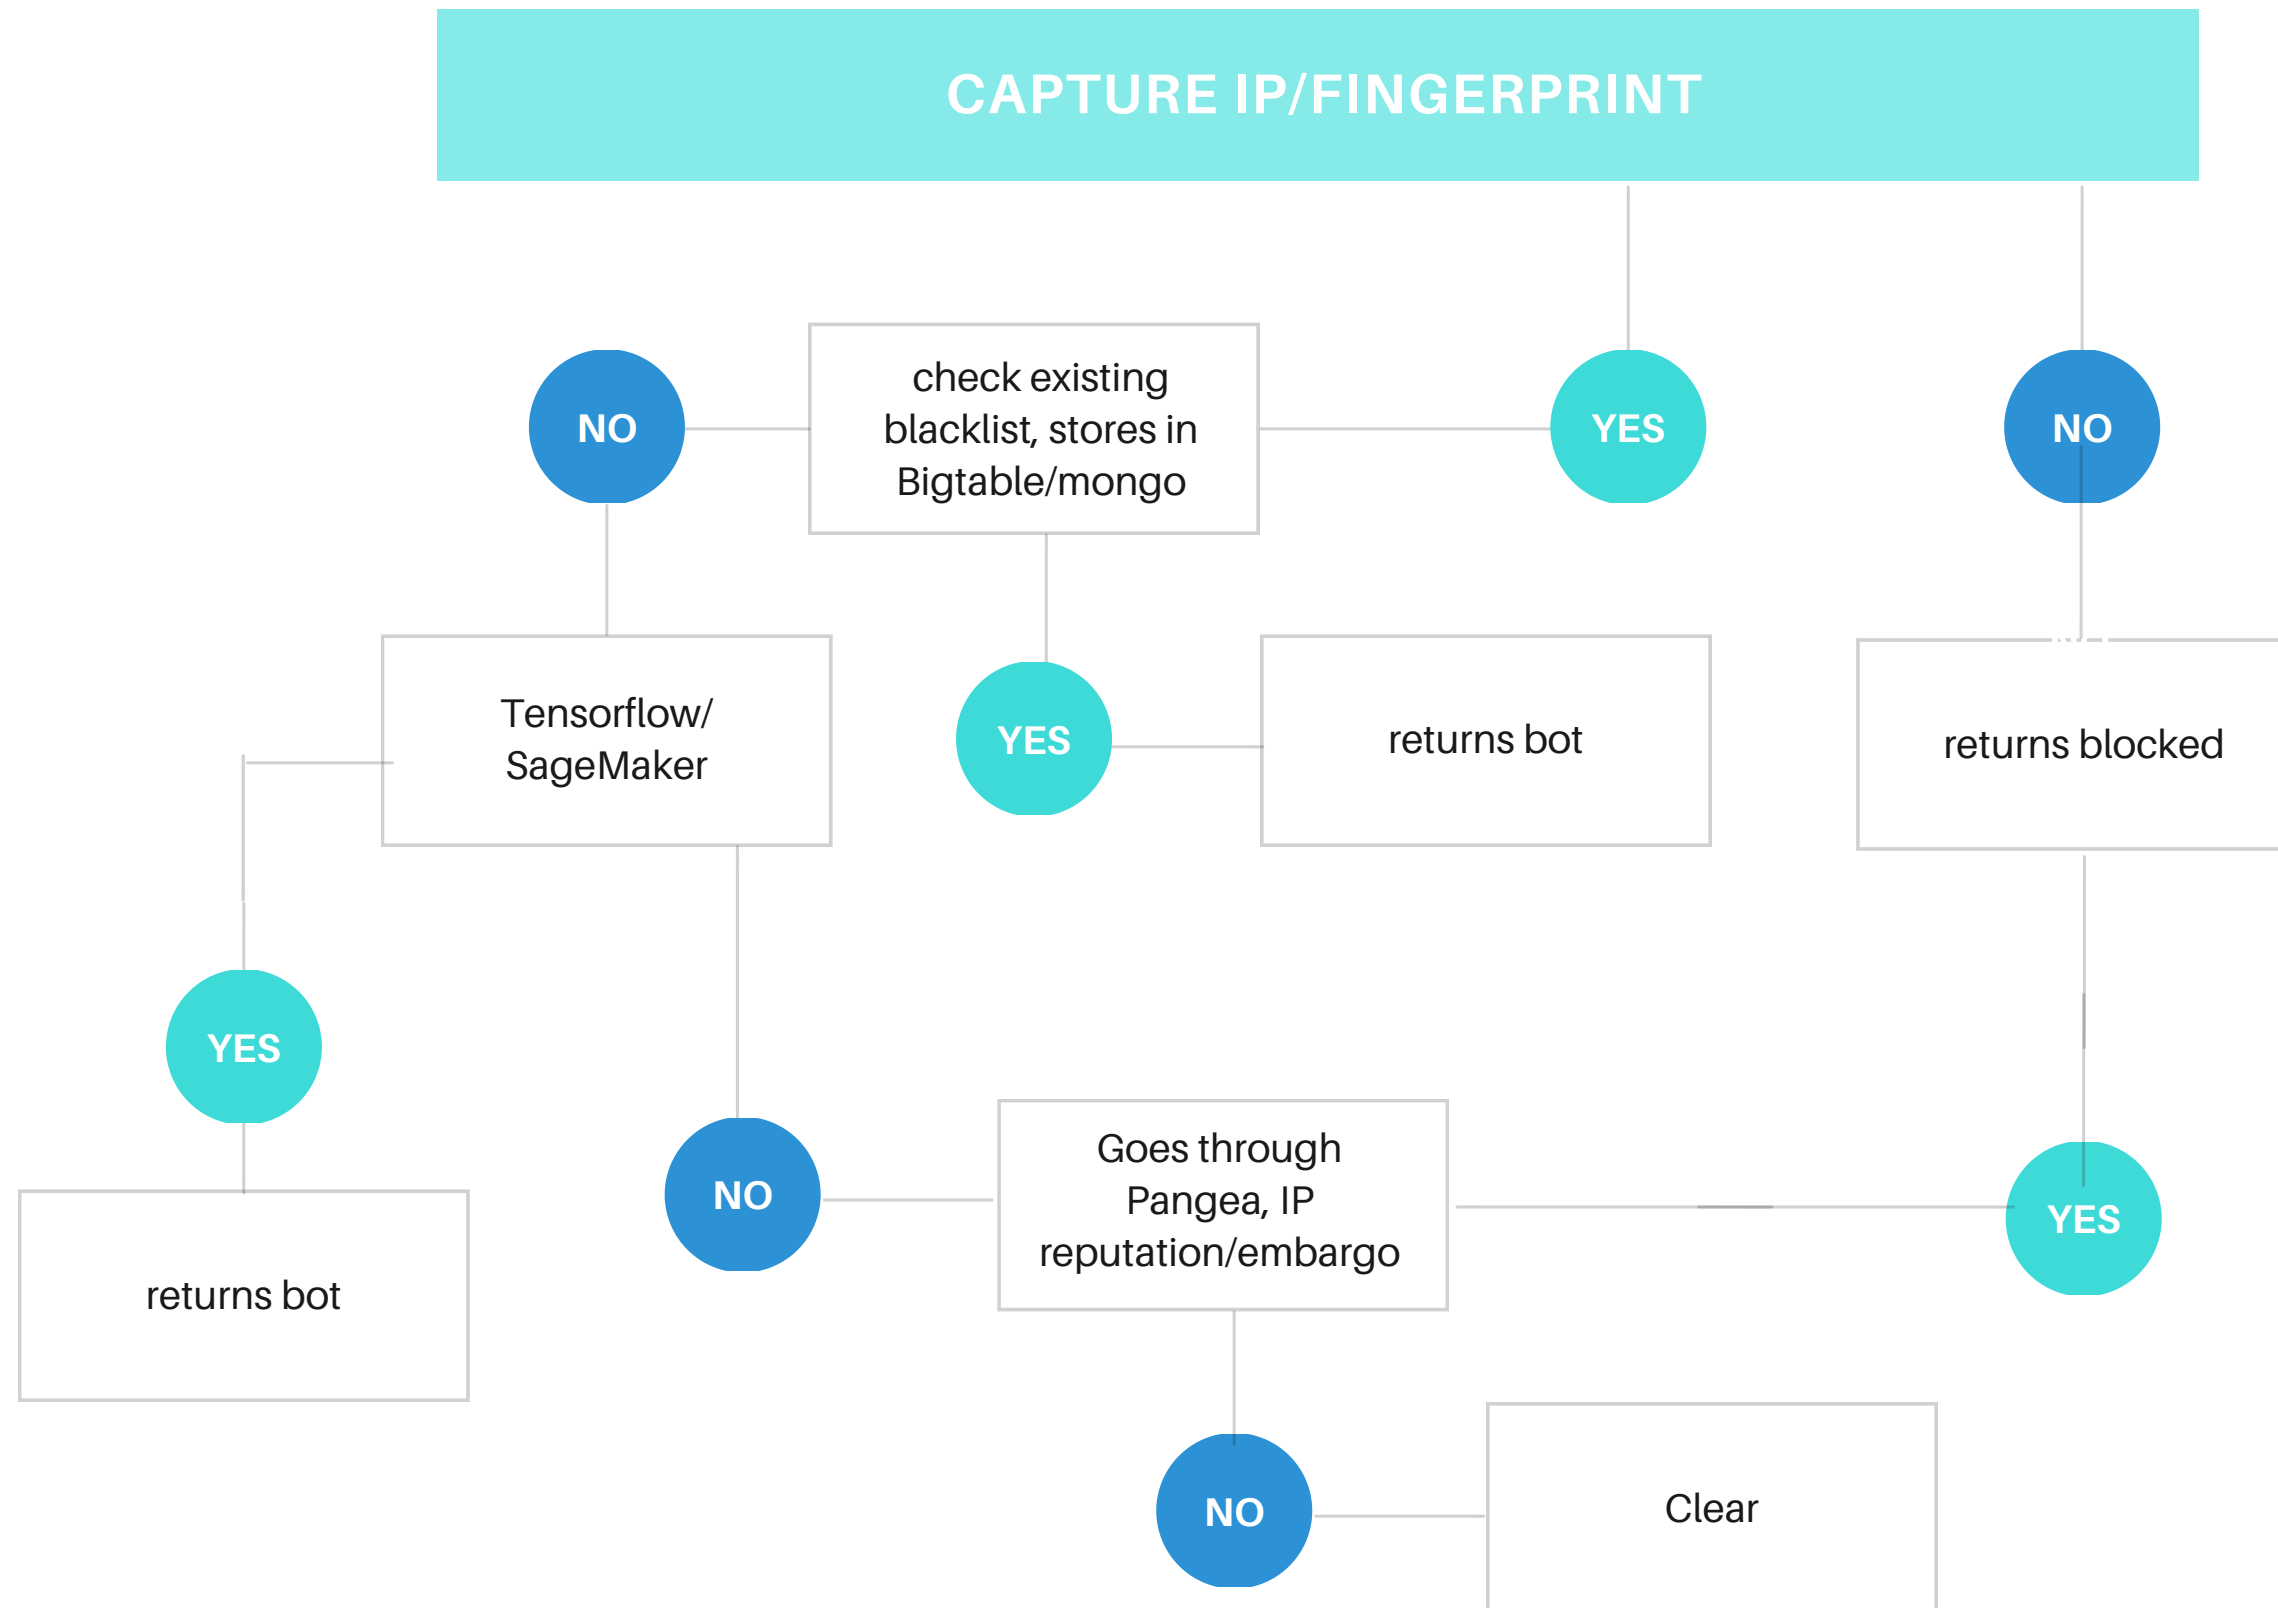 CAPTURE IP/FINGERPRINT
NO
check existing
blacklist, stores in
Bigtable/mongo
YES
NO
Tensorflow/
SageMaker
YES
returns bot
returns blocked
YES
NO
Goes through
Pangea, IP
reputation/embargo
YES
returns bot
NO
Clear